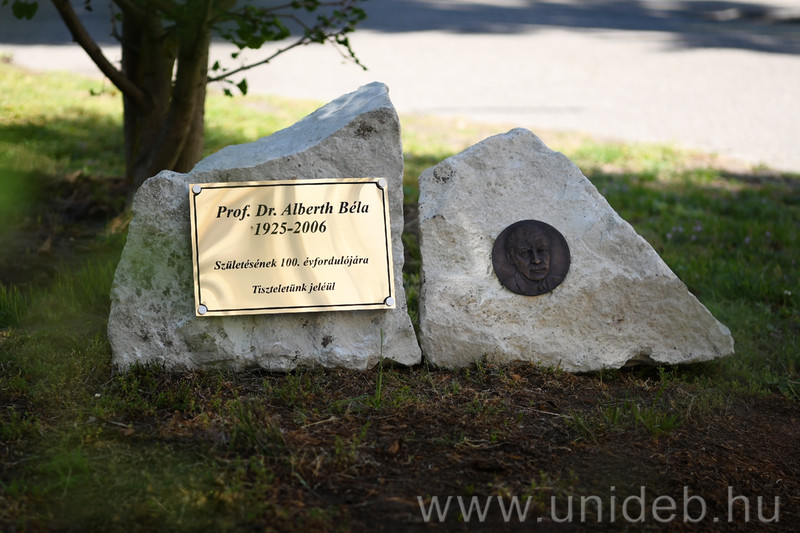 Prof. Dr. Alberth Béla
1925-2006
Születésének 100. évfordulójára
Tiszteletünk jeléül
www.unideb.hu